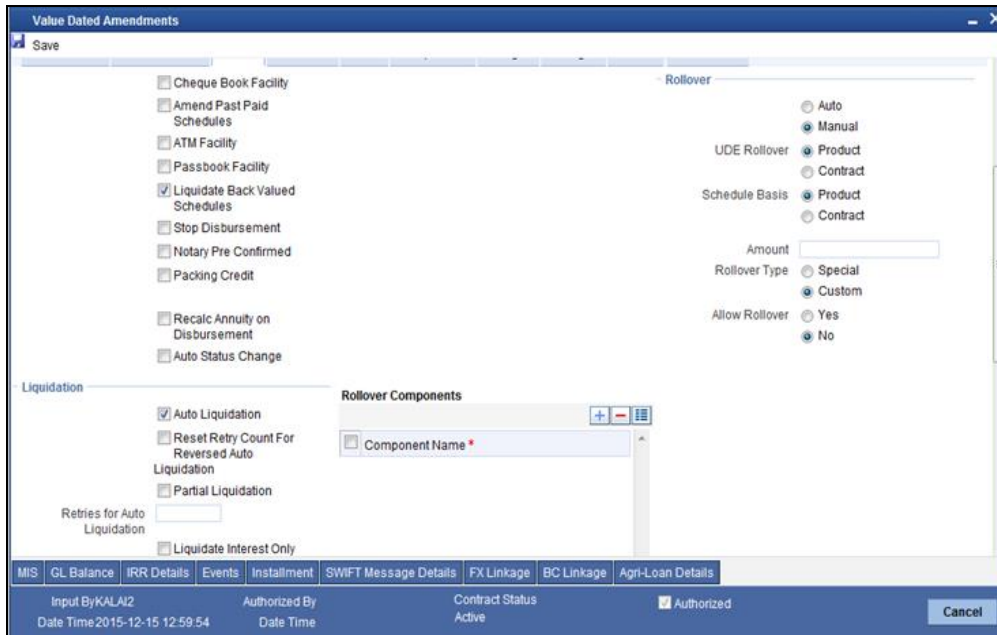 Value Dated Amendments
Save
Cheque Book Facility
Amend Past Paid
Schedules
ATM Facility
Passbook Facility
Liquidate Back Valued
Schedules
Stop Disbursement
Notary Pre Confirmed
Packing Credit
Recalc Annuity on
Disbursement
Auto Status Change
Rollover
Auto
Manual
UDE Rollover
Product
Contract
Schedule Basis
Product
Contract
Amount
Rollover Type
Special
Custom
Allow Rollover
Yes
No
Liquidation
Auto Liquidation
Reset Retry Count For
Reversed Auto
Liquidation
Partial Liquidation
Retries for Auto
Liquidation
Liquidate Interest Only
Rollover Components
Component Name *
MIS GL Balance IRR Details Events Installment SWIFT Message Details FX Linkage BC Linkage Agri-Loan Details
Input ByKALAI2 Authorized By Contract Status Authorized
Date Time2015-12-15 12:59:54 Date Time Active
Cancel